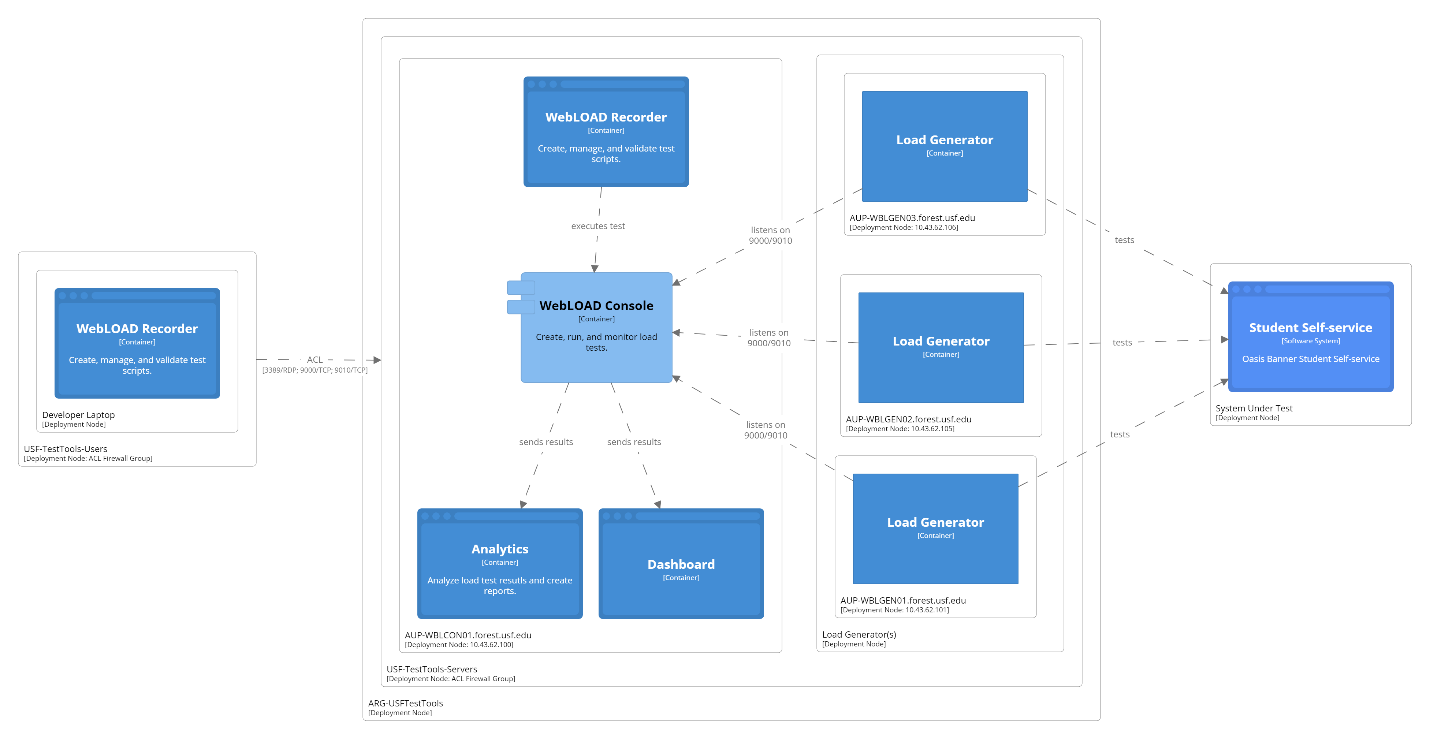 WebLOAD Recorder
[Container]
Create, manage, and validate test
scripts.
Developer Laptop
[Deployment Node]
USF-TestTools-Users
[Deployment Node: ACL Firewall Group]
ACL
[3389/RDP; 9000/TCP; 9010/TCP]
WebLOAD Recorder
[Container]
Create, manage, and validate test
scripts.
executes test
WebLOAD Console
[Container]
Create, run, and monitor load
tests.
sends results
sends results
Analytics
[Container]
Analyze load test resutls and create
reports.
Dashboard
[Container]
AUP-WBLCON01.forest.usf.edu
[Deployment Node: 10.43.62.100]
listens on
9000/9010
listens on
9000/9010
listens on
9000/9010
Load Generator
[Container]
AUP-WBLGEN03.forest.usf.edu
[Deployment Node: 10.43.62.106]
Load Generator
[Container]
AUP-WBLGEN02.forest.usf.edu
[Deployment Node: 10.43.62.105]
Load Generator
[Container]
AUP-WBLGEN01.forest.usf.edu
[Deployment Node: 10.43.62.101]
Load Generator(s)
[Deployment Node]
USF-TestTools-Servers
[Deployment Node: ACL Firewall Group]
ARG-USFTestTools
[Deployment Node]
tests
tests
tests
Student Self-service
[Software System]
Oasis Banner Student Self-service
System Under Test
[Deployment Node]